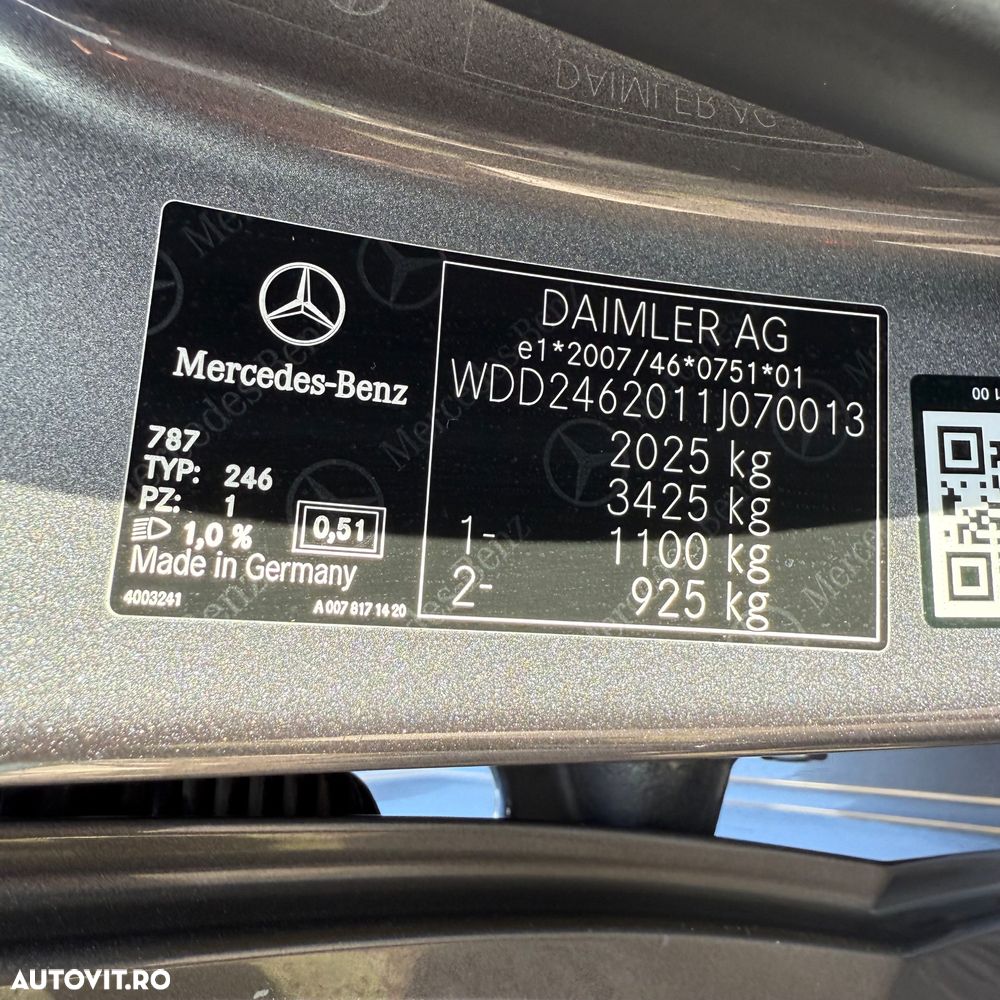 DAIMLER AG
Mercedes-Benz
787
TYP: 246
PZ: 1
1,0 %
0,51
Made in Germany
4003241
A 007 817 14 20
DAIMLER AG
e1*2007/46*0751*01
WDD2462011J070013
2025 kg
3425 kg
1- 1100 kg
2- 925 kg
AUTOVIT.RO